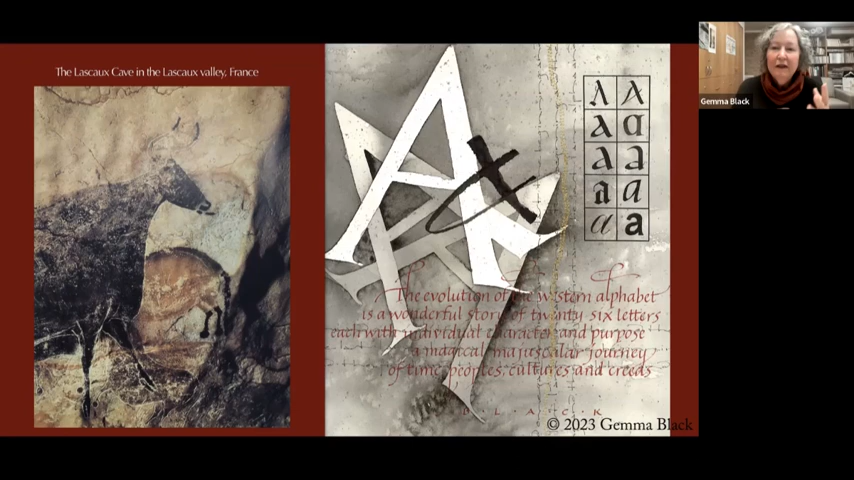 The Lascaux Cave in the Lascaux valley, France
The evolution of the western alphabet
is a wonderful story of twenty six letters
each with individual character and purpose
a magical majuscular journey
of time, peoples, cultures and creeds
B · L · A · C · K
© 2023 Gemma Black
Gemma Black